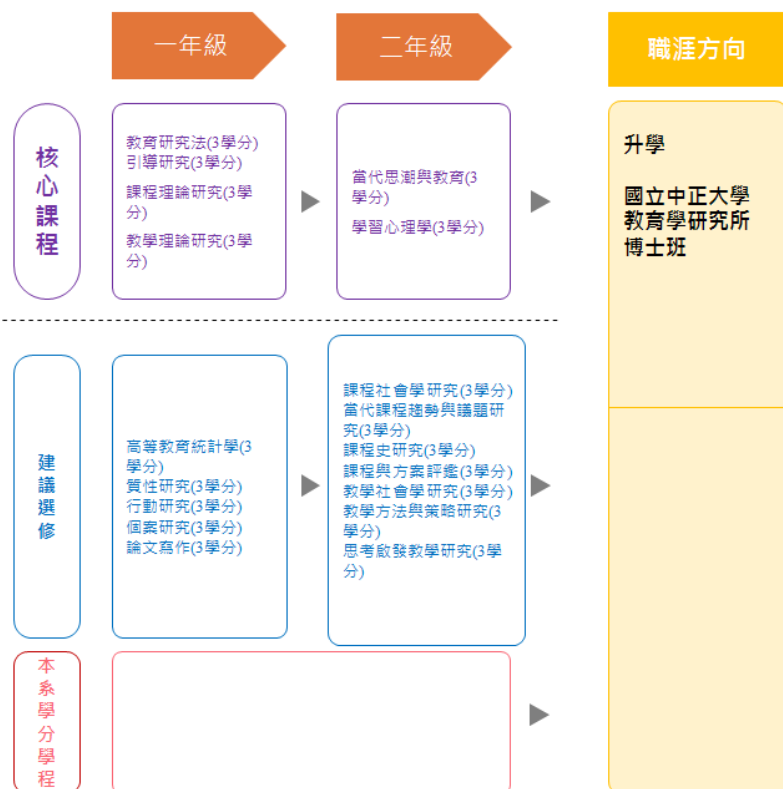 一年級
二年級
職涯方向
核心課程
教育研究法(3學分)
引導研究(3學分)
課程理論研究(3學
分)
教學理論研究(3學
分)
當代思潮與教育(3
學分)
學習心理學(3學分)
升學
國立中正大學
教育學研究所
博士班
建議選修
高等教育統計學(3
學分)
質性研究(3學分)
行動研究(3學分)
個案研究(3學分)
論文寫作(3學分)
課程社會學研究(3學分)
當代課程趨勢與議題研
究(3學分)
課程史研究(3學分)
課程與方案評鑑(3學分)
教學社會學研究(3學分)
教學方法與策略研究(3
學分)
思考啟發教學研究(3學
分)
本系學分學程